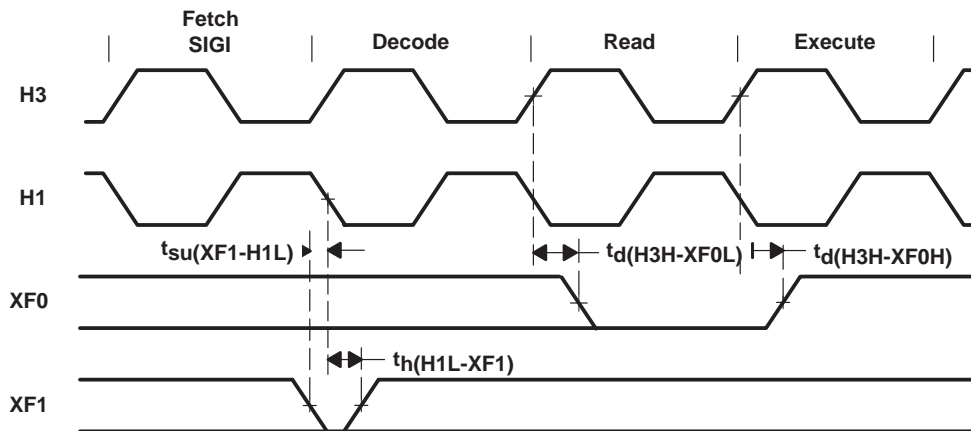 Fetch
SIGI
Decode
Read
Execute
H3
H1
tsu(XF1-H1L)
td(H3H-XF0L)
td(H3H-XF0H)
XF0
th(H1L-XF1)
XF1